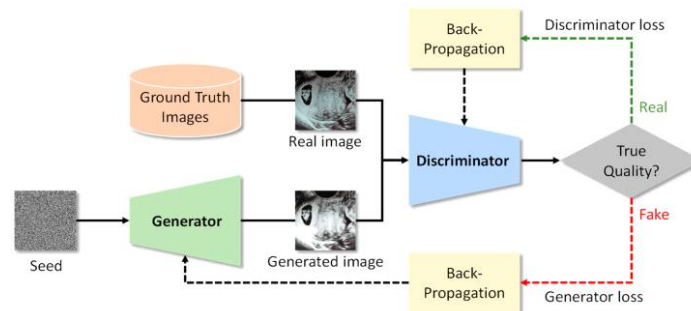 Back-
Propagation
Discriminator loss
Ground Truth
Images
Real image
Real
Discriminator
True
Quality?
Generator
Seed
Generated image
Fake
Back-
Propagation
Generator loss